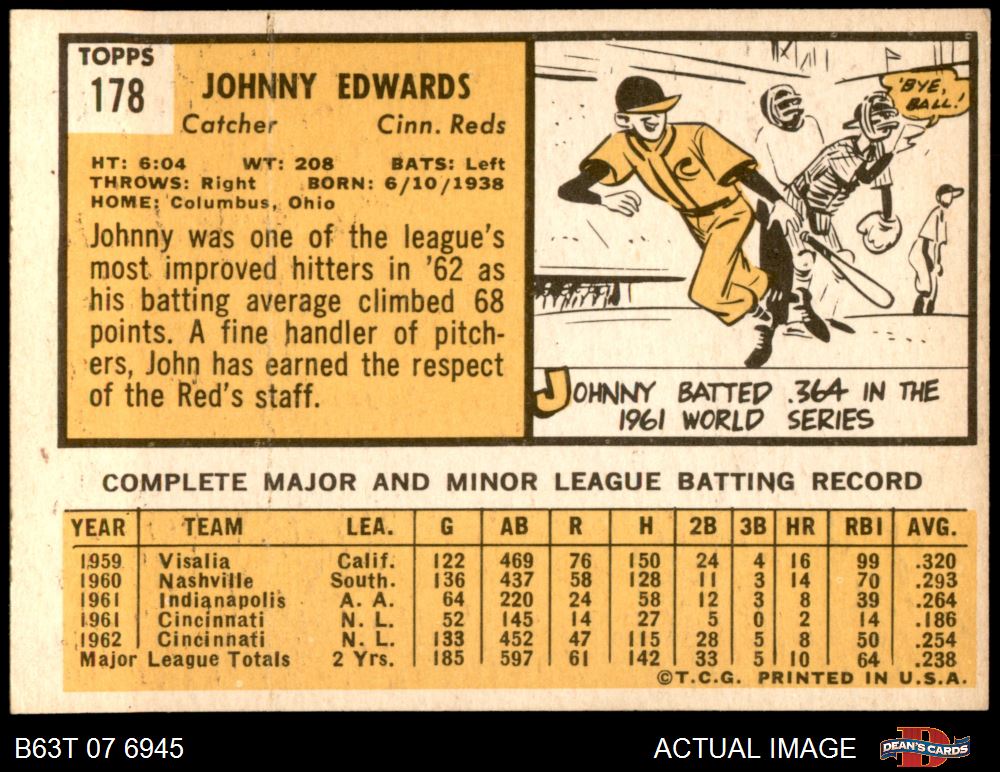 TOPPS
178
JOHNNY EDWARDS
Catcher Cinn. Reds
HT: 6:04 WT: 208 BATS: Left
THROWS: Right BORN: 6/10/1938
HOME: Columbus, Ohio
Johnny was one of the league's
most improved hitters in '62 as
his batting average climbed 68
points. A fine handler of pitch-
ers, John has earned the respect
of the Red's staff.
'BYE,
BALL!
C
JOHNNY BATTED .364 IN THE
1961 WORLD SERIES
COMPLETE MAJOR AND MINOR LEAGUE BATTING RECORD
YEAR TEAM LEA. G AB R H 2B 3B HR RBI AVG.
1959 Visalia Calif. 122 469 76 150 24 4 16 99 .320
1960 Nashville South. 136 437 58 128 11 3 14 70 .293
1961 Indianapolis A. A. 64 220 24 58 12 3 8 39 .264
1961 Cincinnati N. L. 52 145 14 27 5 0 2 14 .186
1962 Cincinnati N. L. 133 452 47 115 28 5 8 50 .254
Major League Totals 2 Yrs. 185 597 61 142 33 5 10 64 .238
©T.C.G. PRINTED IN U.S.A.
B63T 07 6945 ACTUAL IMAGE DEAN'S CARDS